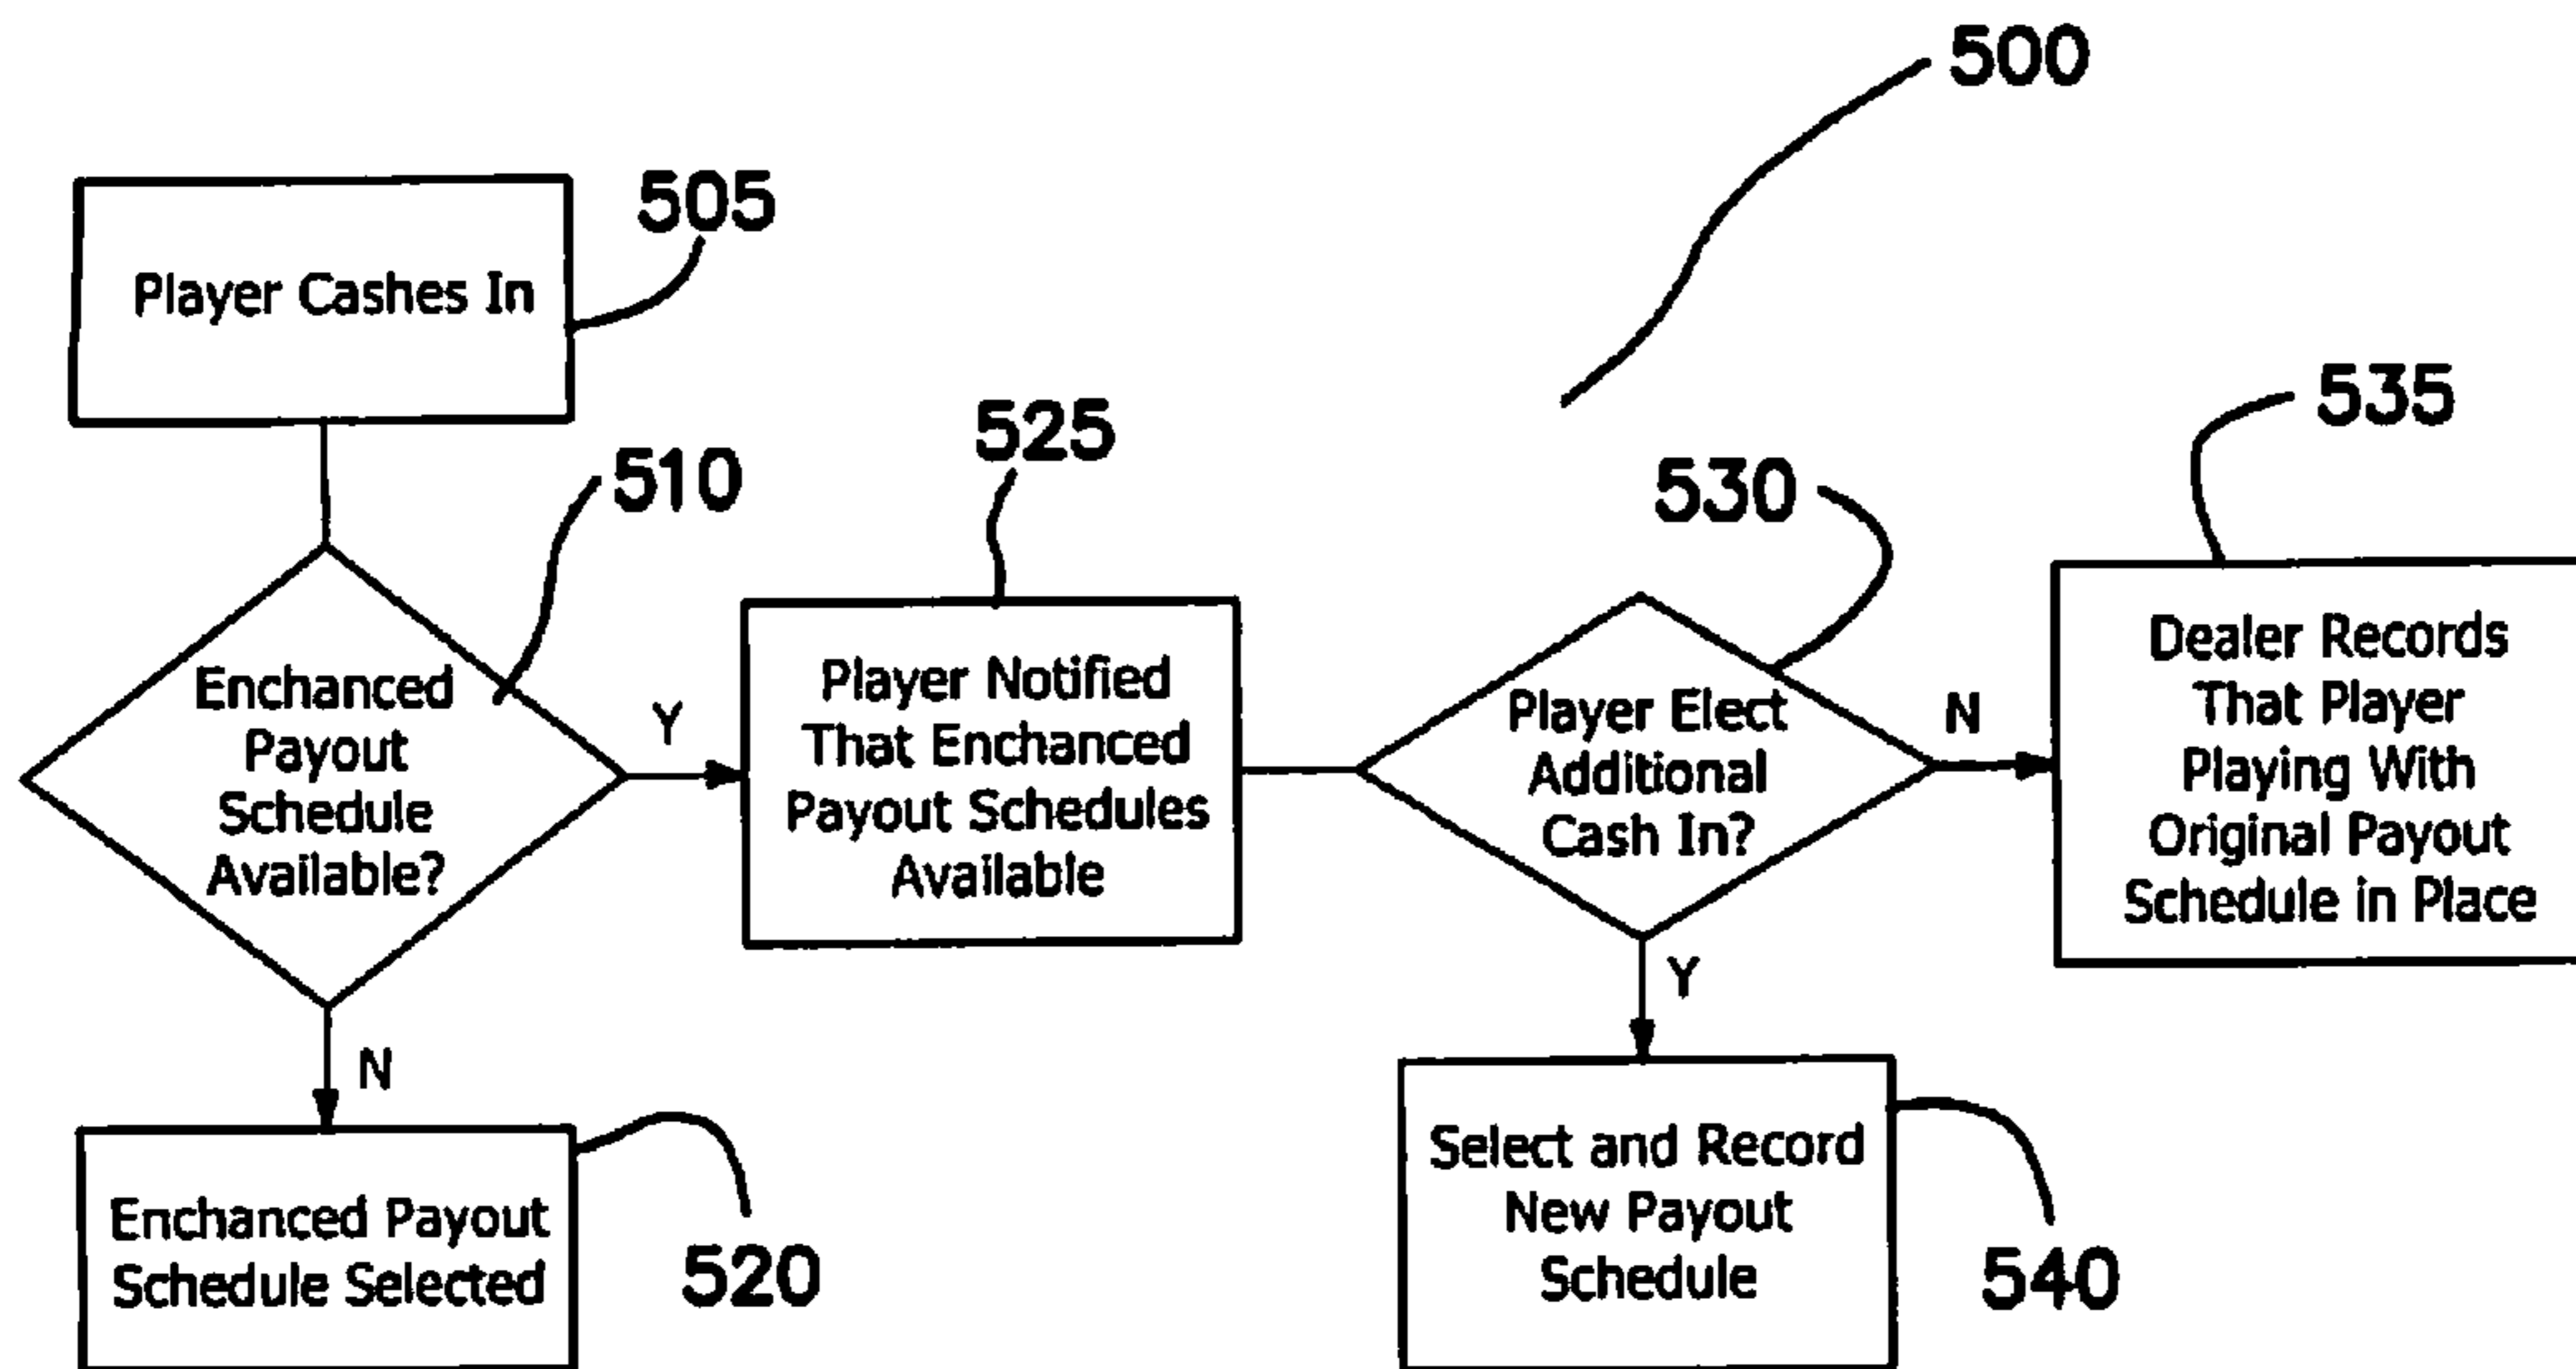 500
505
Player Cashes In
510
Enchanced
Payout
Schedule
Available?
Y
N
520
Enchanced Payout
Schedule Selected
525
Player Notified
That Enchanced
Payout Schedules
Available
530
Player Elect
Additional
Cash In?
N
Y
535
Dealer Records
That Player
Playing With
Original Payout
Schedule in Place
Select and Record
New Payout
Schedule
540